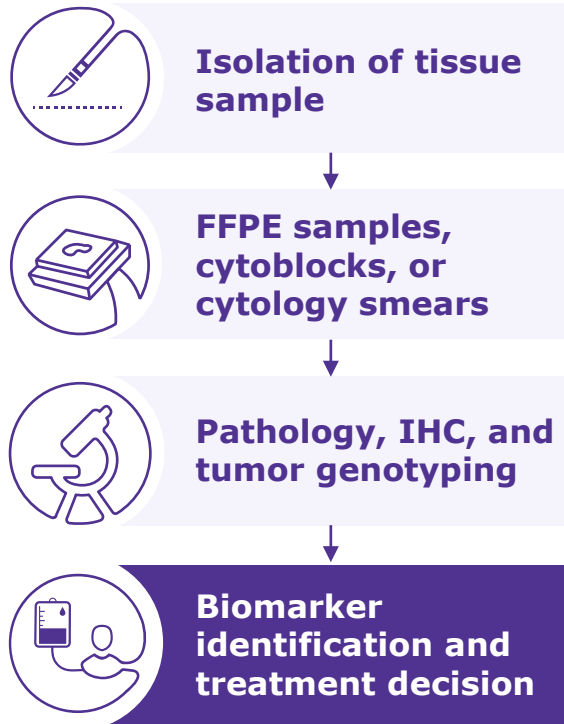 Isolation of tissue
sample
FFPE samples,
cytoblocks, or
cytology smears
Pathology, IHC, and
tumor genotyping
Biomarker
identification and
treatment decision